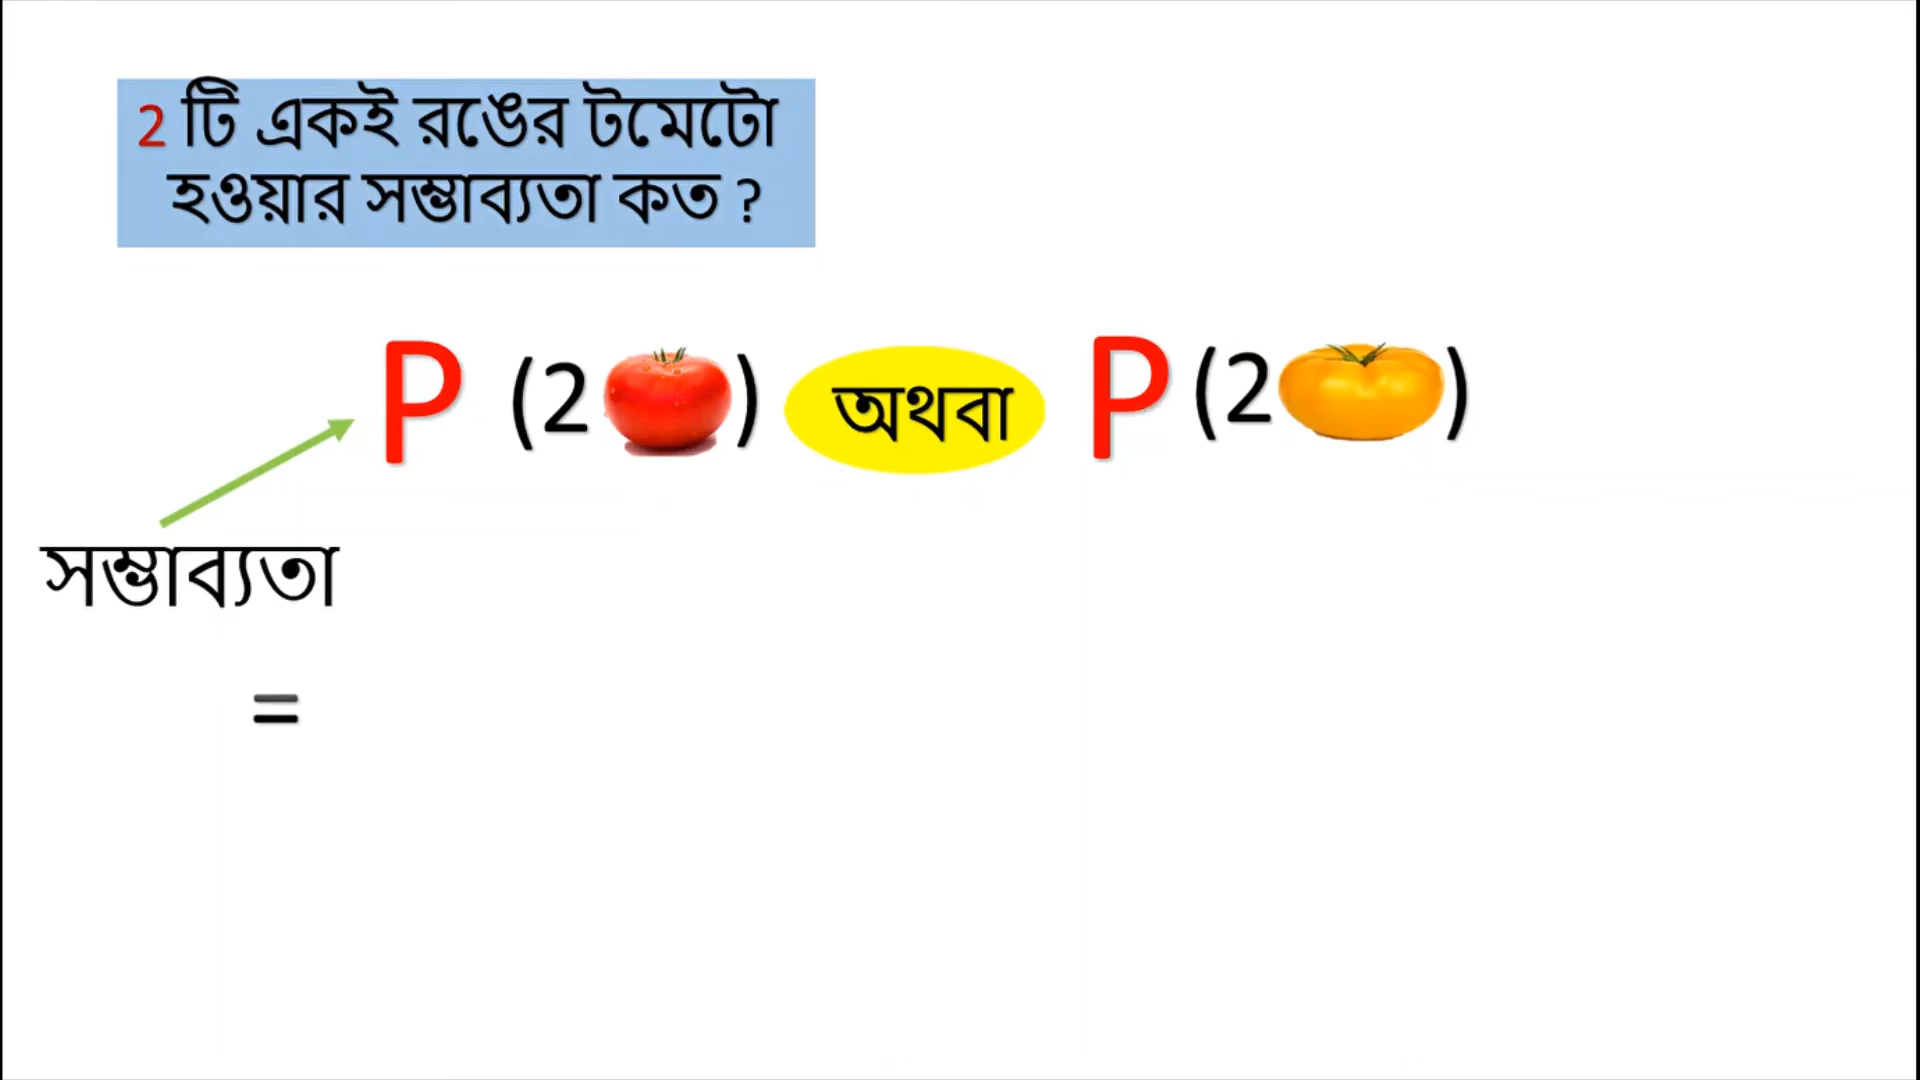 2 টি একই রঙের টমেটো
হওয়ার সম্ভাব্যতা কত ?
P (2 ) অথবা P (2 )
সম্ভাব্যতা
=